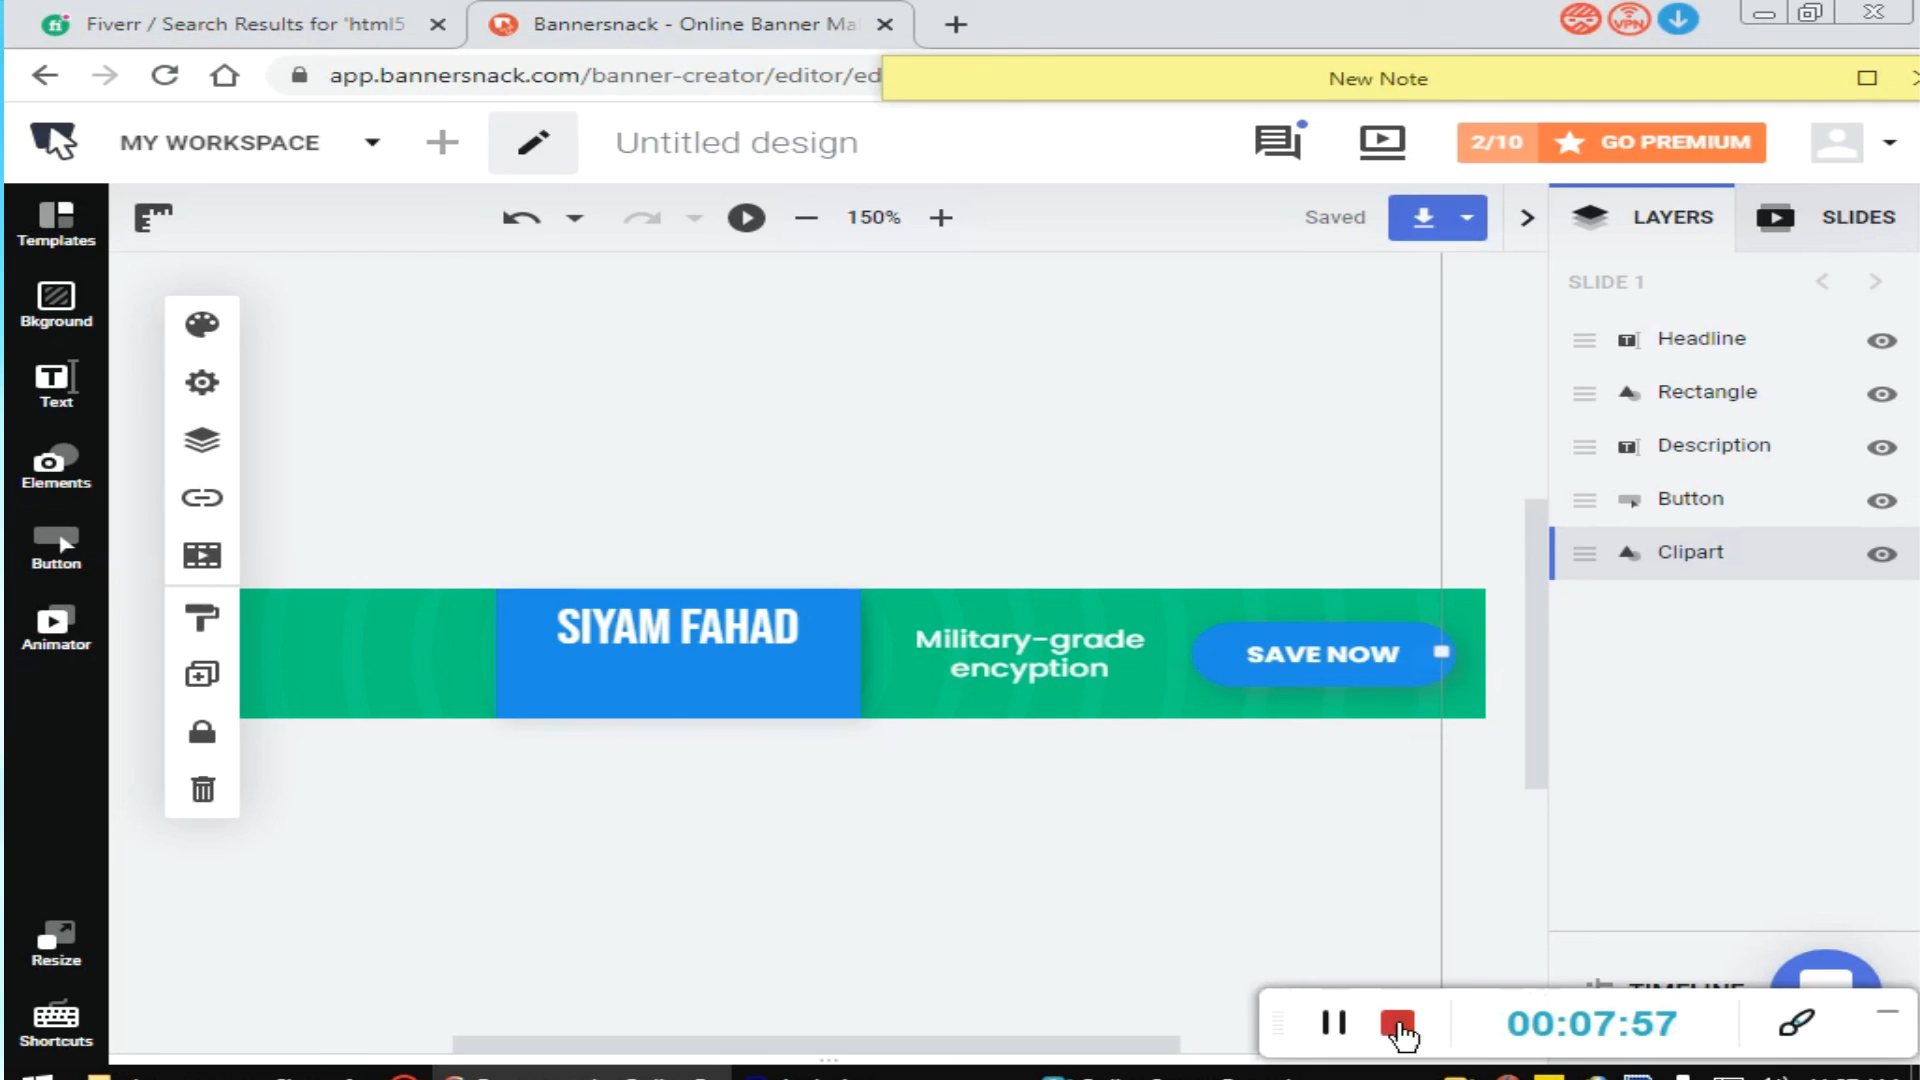 Fiverr / Search Results for 'html5
Bannersnack - Online Banner Ma
app.bannersnack.com/banner-creator/editor/ed
New Note
MY WORKSPACE
Untitled design
2/10
GO PREMIUM
Templates
150%
Saved
LAYERS
SLIDES
SLIDE 1
Bkground
Headline
Text
Rectangle
Description
Elements
Button
Button
Clipart
Animator
SIYAM FAHAD
Military-grade
encyption
SAVE NOW
Resize
TIMELINE
00:07:57
Shortcuts